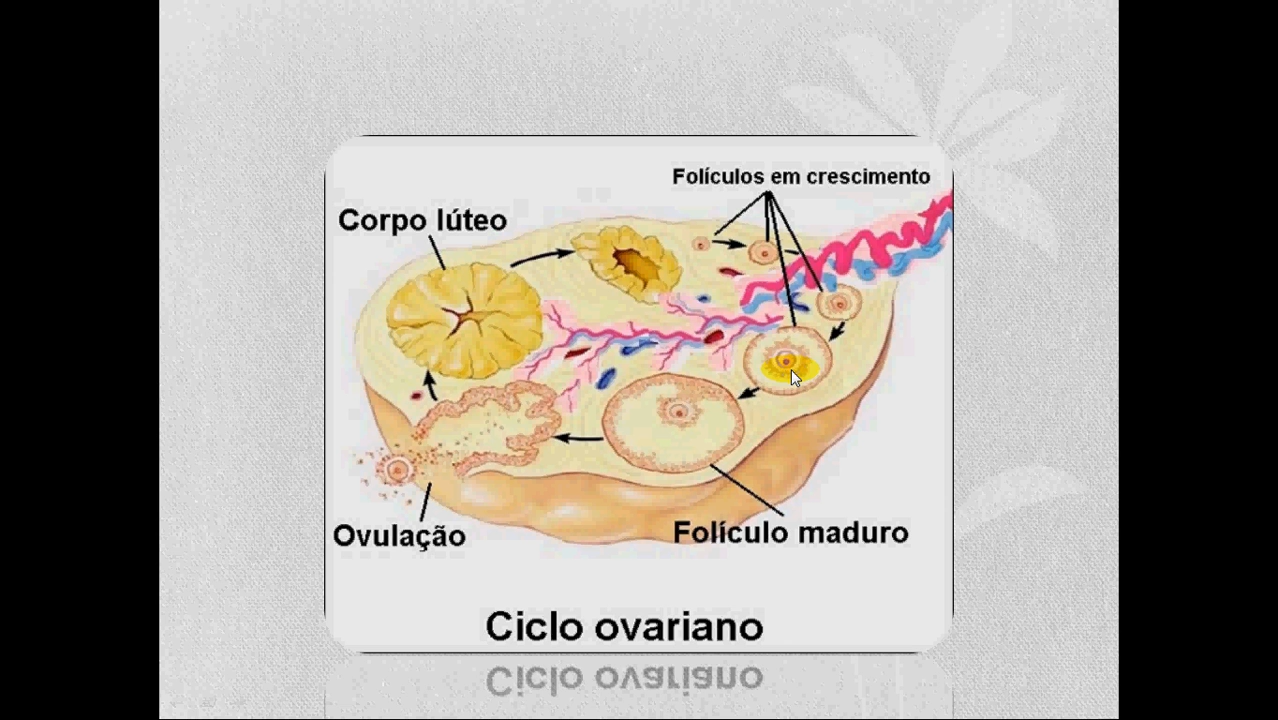 Folículos em crescimento
Corpo lúteo
Ovulação
Folículo maduro
Ciclo ovariano